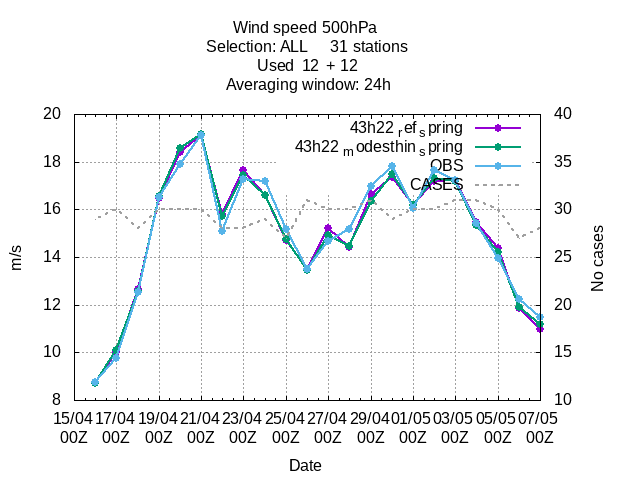 Wind speed 500hPa
Selection: ALL 31 stations
Used 12 + 12
Averaging window: 24h
20 40
43h22 ref spring
43h22 modesthin spring
18 OBS 35
CASES
16 30
m/s
14 25
No cases
12 20
10 15
8 10
15/04 17/04 19/04 21/04 23/04 25/04 27/04 29/04 01/05 03/05 05/05 07/05
00Z 00Z 00Z 00Z 00Z 00Z 00Z 00Z 00Z 00Z 00Z 00Z
Date